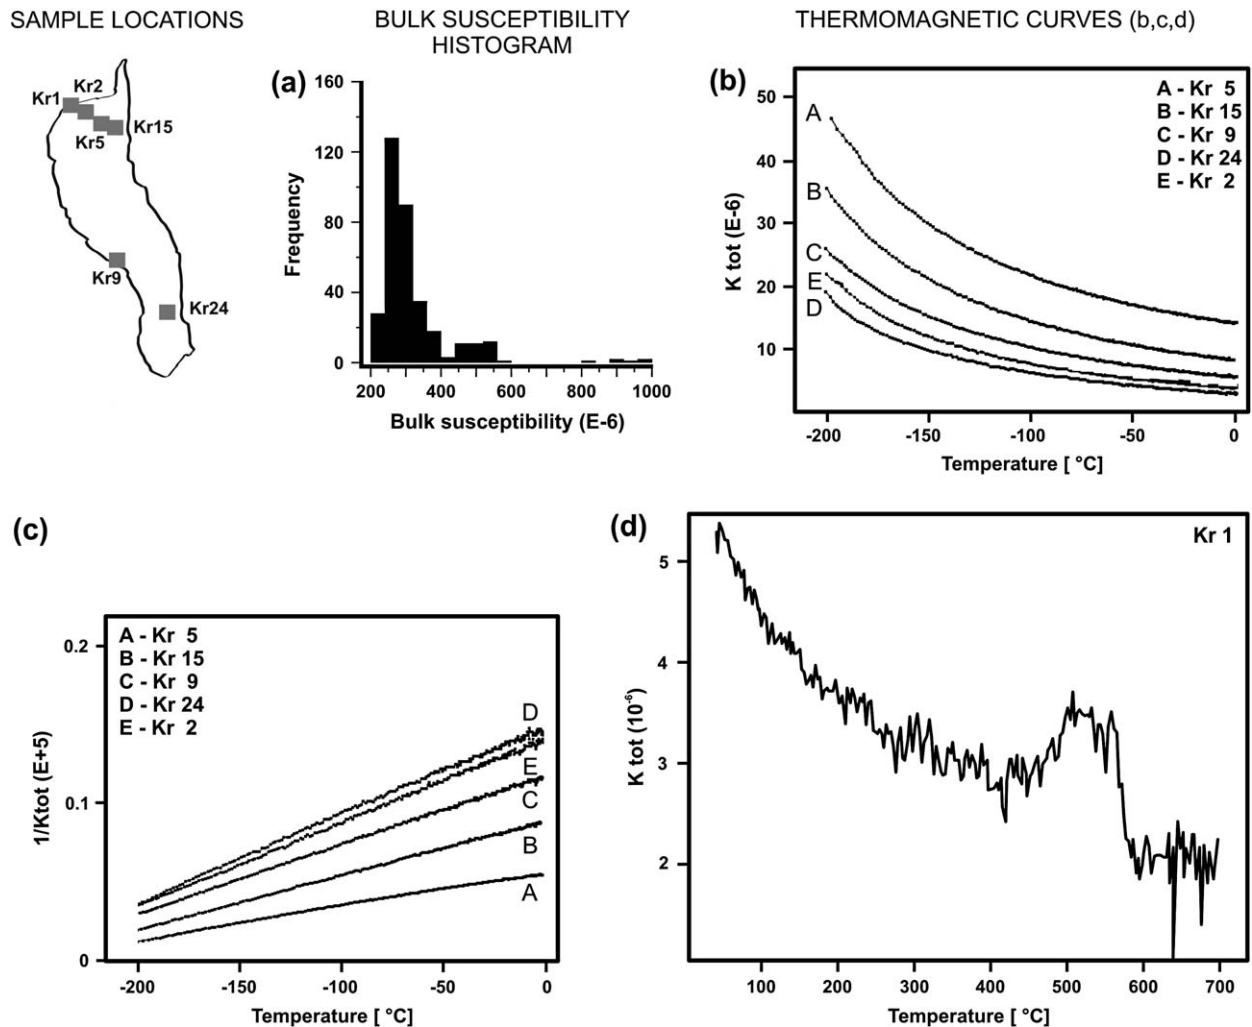 SAMPLE LOCATIONS
Kr1
Kr2
Kr5
Kr15
Kr9
Kr24
BULK SUSCEPTIBILITY
HISTOGRAM
(a)
160
120
80
40
0
Frequency
200 400 600 800 1000
Bulk susceptibility (E-6)
THERMOMAGNETIC CURVES (b,c,d)
(b)
A - Kr 5
B - Kr 15
C - Kr 9
D - Kr 24
E - Kr 2
50
40
30
20
10
K tot (E-6)
A
B
C
E
D
-200 -150 -100 -50 0
Temperature [ °C]
(c)
A - Kr 5
B - Kr 15
C - Kr 9
D - Kr 24
E - Kr 2
0.2
0.1
0
1/Ktot (E+5)
D
E
C
B
A
-200 -150 -100 -50 0
Temperature [ °C]
(d)
Kr 1
5
4
3
2
K tot (10⁻⁶)
100 200 300 400 500 600 700
Temperature [ °C]